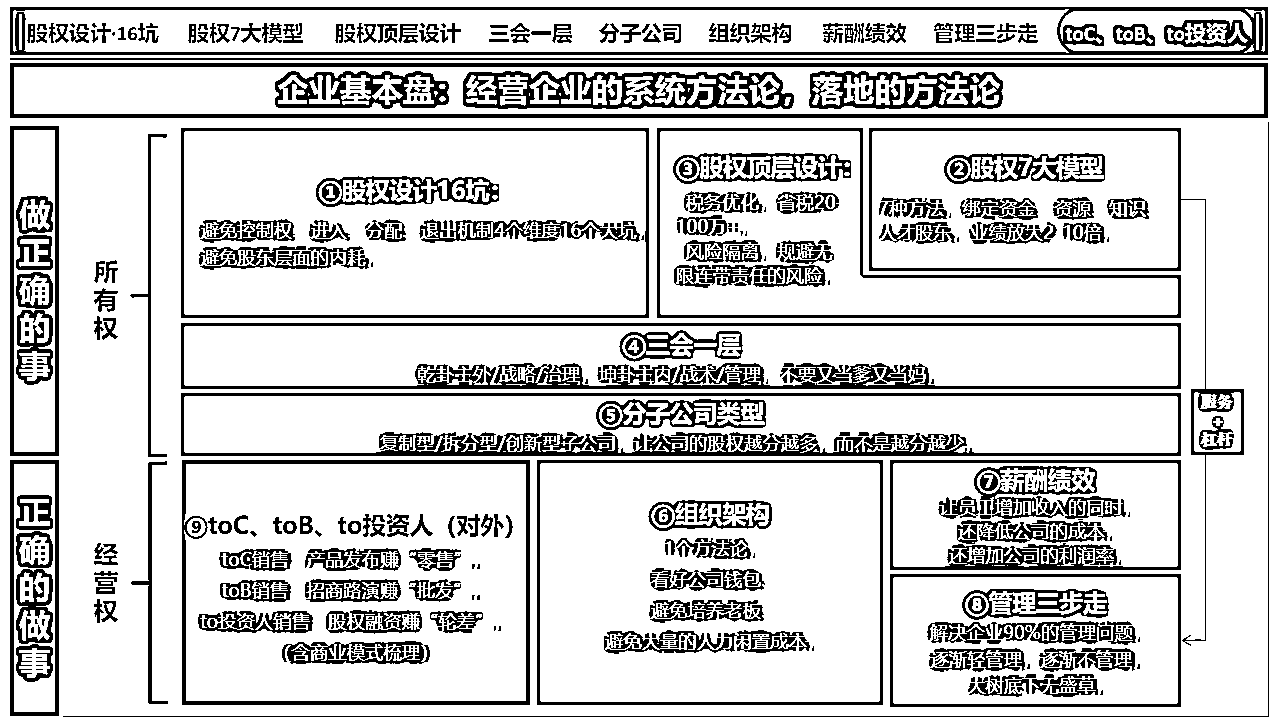 股权设计·16坑 股权7大模型 股权顶层设计 三会一层 分子公司 组织架构 薪酬绩效 管理三步走 toC、toB、to投资人
企业基本盘：经营企业的系统方法论，落地的方法论
做正确的事
所有权
①股权设计16坑：
避免控制权、进入、分配、退出机制4个维度16个大坑，
避免股东层面的内耗。
③股权顶层设计：
税务优化，省税20
100万
风险隔离，规避无
限连带责任的风险。
②股权7大模型
7种方法，绑定资金、资源、知识
人才股东，业绩放大2-10倍。
④三会一层
乾卦主外/战略/治理，坤卦主内/战术/管理，不要又当爹又当妈。
⑤分子公司类型
复制型/拆分型/创新型子公司，让公司的股权越分越多，而不是越分越少。
服务
+
杠杆
正确的做事
经营权
⑨toC、toB、to投资人（对外）
toC销售 产品发布赚“零售”
toB销售 招商路演赚“批发”
to投资人销售 股权融资赚“轮差”
（含商业模式梳理）
⑥组织架构
1个方法论，
看好公司钱包
避免培养老板
避免大量的人力闲置成本。
⑦薪酬绩效
让员工增加收入的同时，
还降低公司的成本，
还增加公司的利润率。
⑧管理三步走
解决企业90%的管理问题，
逐渐轻管理，逐渐不管理，
大树底下无盛草。